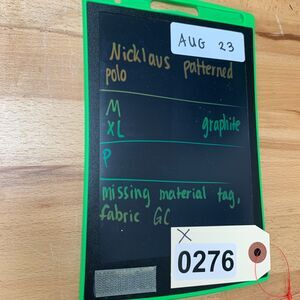 AUG 23
Nicklaus patterned
polo
M
XL graphite
P
missing material tag,
fabric GC
X
0276